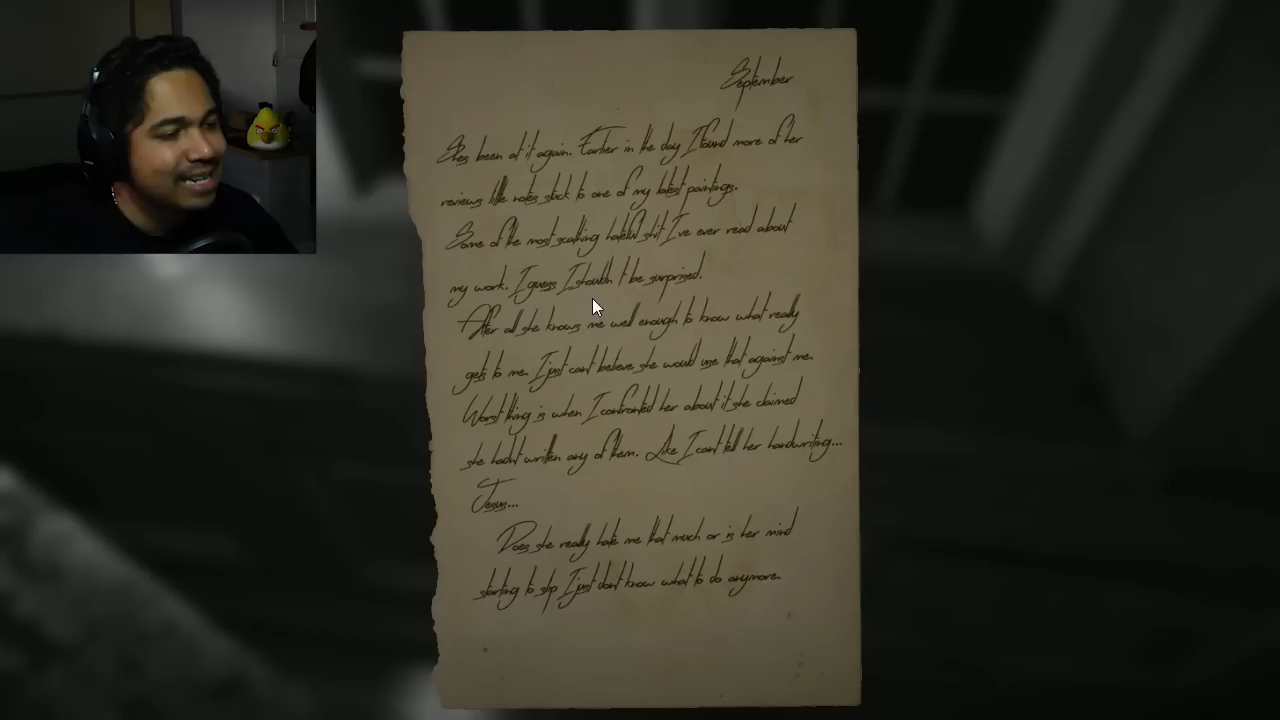 September
Shes been at it again. Earlier in the day I found more of her
reviews little notes stuck to one of my latest paintings.
Some of the most scathing hateful shit I've ever read about
my work. I guess I shouldn't be surprised.
After all she knows me well enough to know what really
gets to me. I just can't believe she would use that against me.
Worst thing is when I confronted her about it she claimed
she hadn't written any of them. Like I can't tell her handwriting...
Jesus...
Does she really hate me that much or is her mind
starting to slip I just don't know what to do anymore.